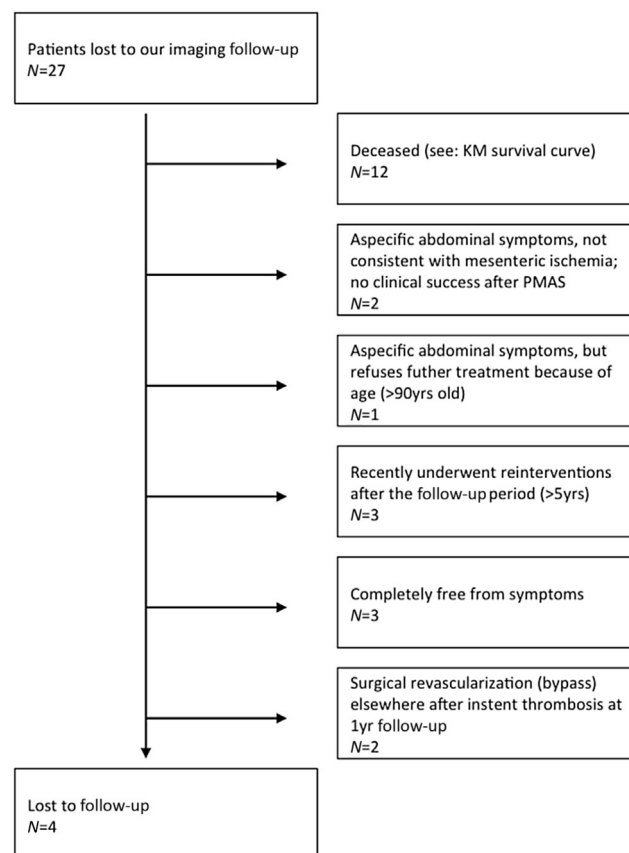 Patients lost to our imaging follow-up
N=27
Deceased (see: KM survival curve)
N=12
Aspecific abdominal symptoms, not
consistent with mesenteric ischemia;
no clinical success after PMAS
N=2
Aspecific abdominal symptoms, but
refuses futher treatment because of
age (>90yrs old)
N=1
Recently underwent reinterventions
after the follow-up period (>5yrs)
N=3
Completely free from symptoms
N=3
Surgical revascularization (bypass)
elsewhere after instent thrombosis at
1yr follow-up
N=2
Lost to follow-up
N=4